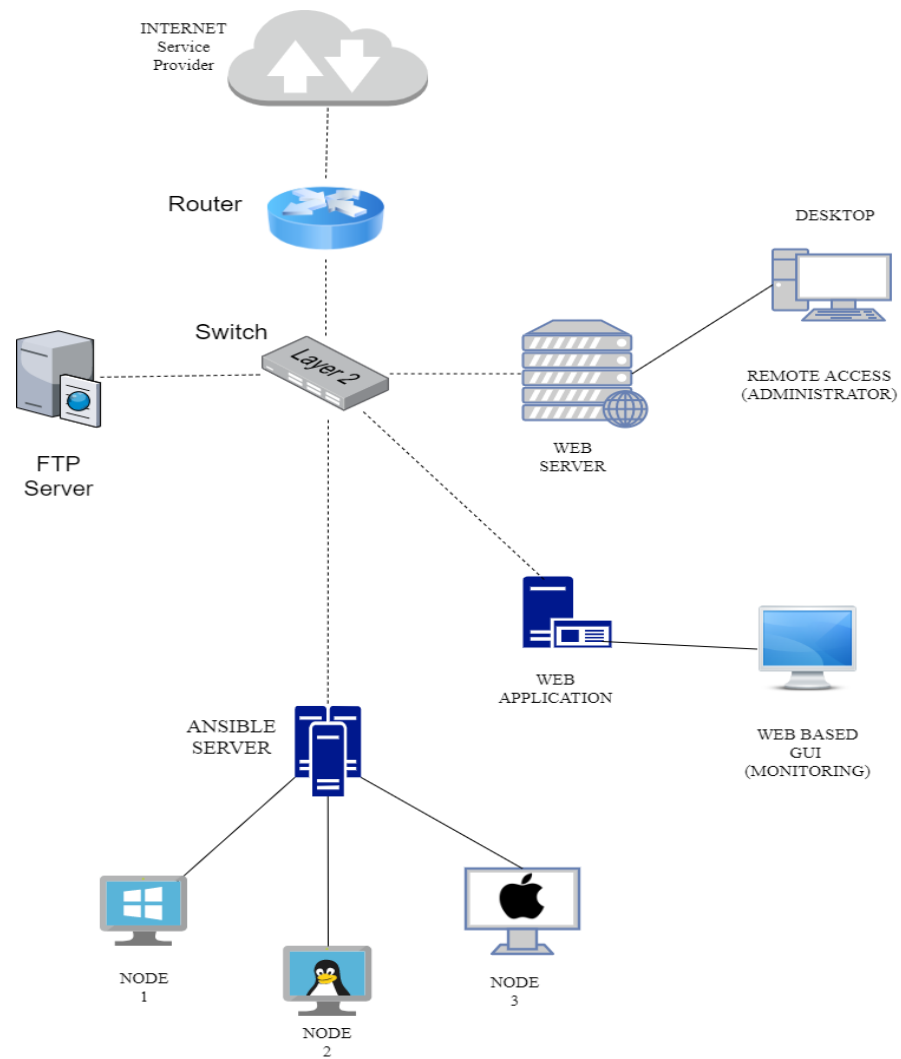 INTERNET
Service
Provider
Router
DESKTOP
Switch
Layer 2
REMOTE ACCESS
(ADMINISTRATOR)
WEB
SERVER
FTP
Server
WEB
APPLICATION
ANSIBLE
SERVER
WEB BASED
GUI
(MONITORING)
NODE
1
NODE
3
NODE
2